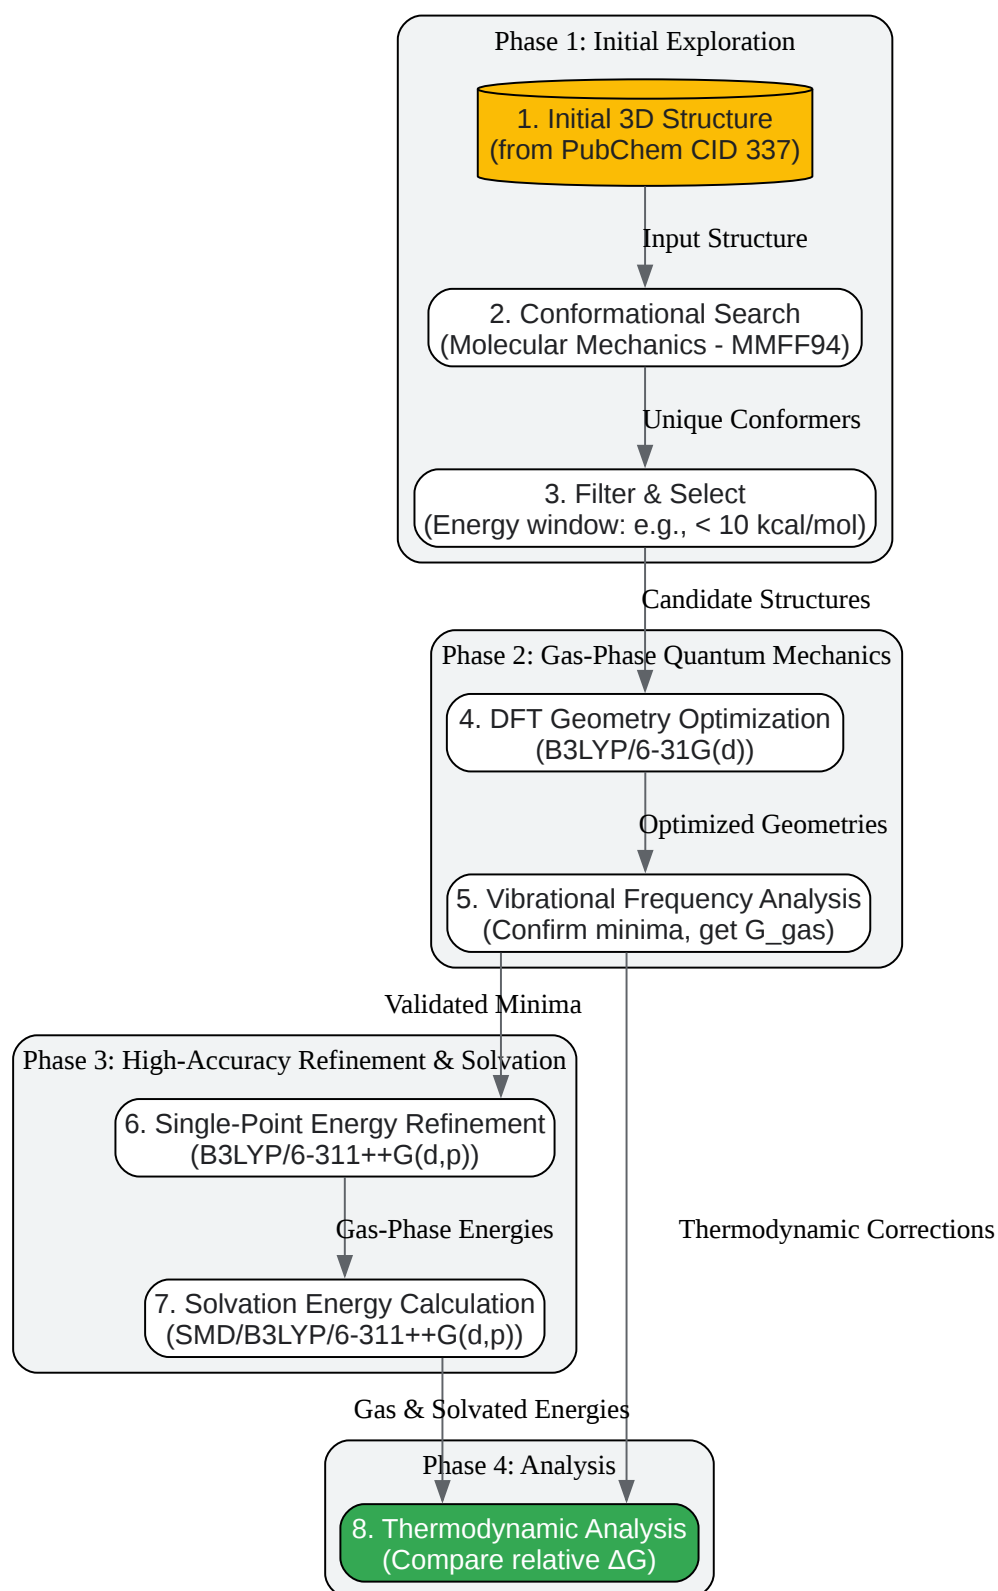 Phase 1: Initial Exploration
1. Initial 3D Structure
(from PubChem CID 337)
Input Structure
2. Conformational Search
(Molecular Mechanics - MMFF94)
Unique Conformers
3. Filter & Select
(Energy window: e.g., < 10 kcal/mol)
Candidate Structures
Phase 2: Gas-Phase Quantum Mechanics
4. DFT Geometry Optimization
(B3LYP/6-31G(d))
Optimized Geometries
5. Vibrational Frequency Analysis
(Confirm minima, get G_gas)
Validated Minima
Phase 3: High-Accuracy Refinement & Solvation
6. Single-Point Energy Refinement
(B3LYP/6-311++G(d,p))
Gas-Phase Energies
Thermodynamic Corrections
7. Solvation Energy Calculation
(SMD/B3LYP/6-311++G(d,p))
Gas & Solvated Energies
Phase 4: Analysis
8. Thermodynamic Analysis
(Compare relative ΔG)